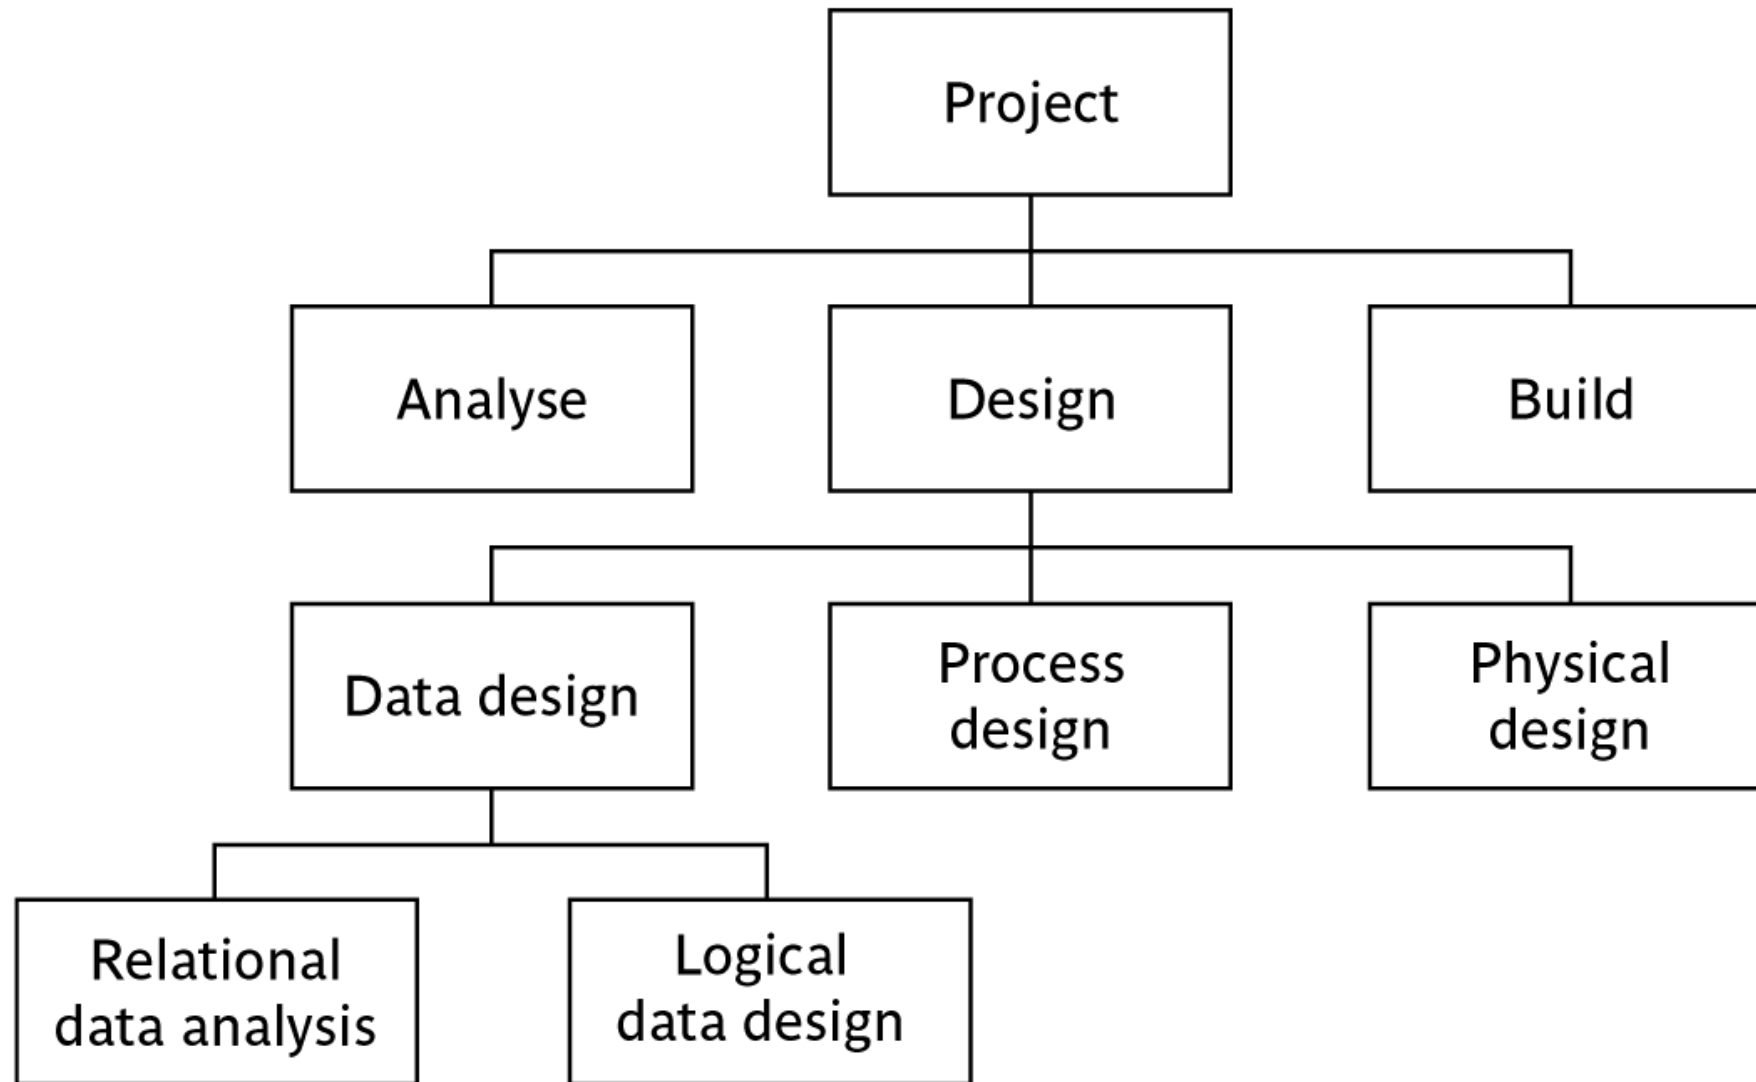 Project
Analyse
Design
Build
Data design
Process
design
Physical
design
Relational
data analysis
Logical
data design